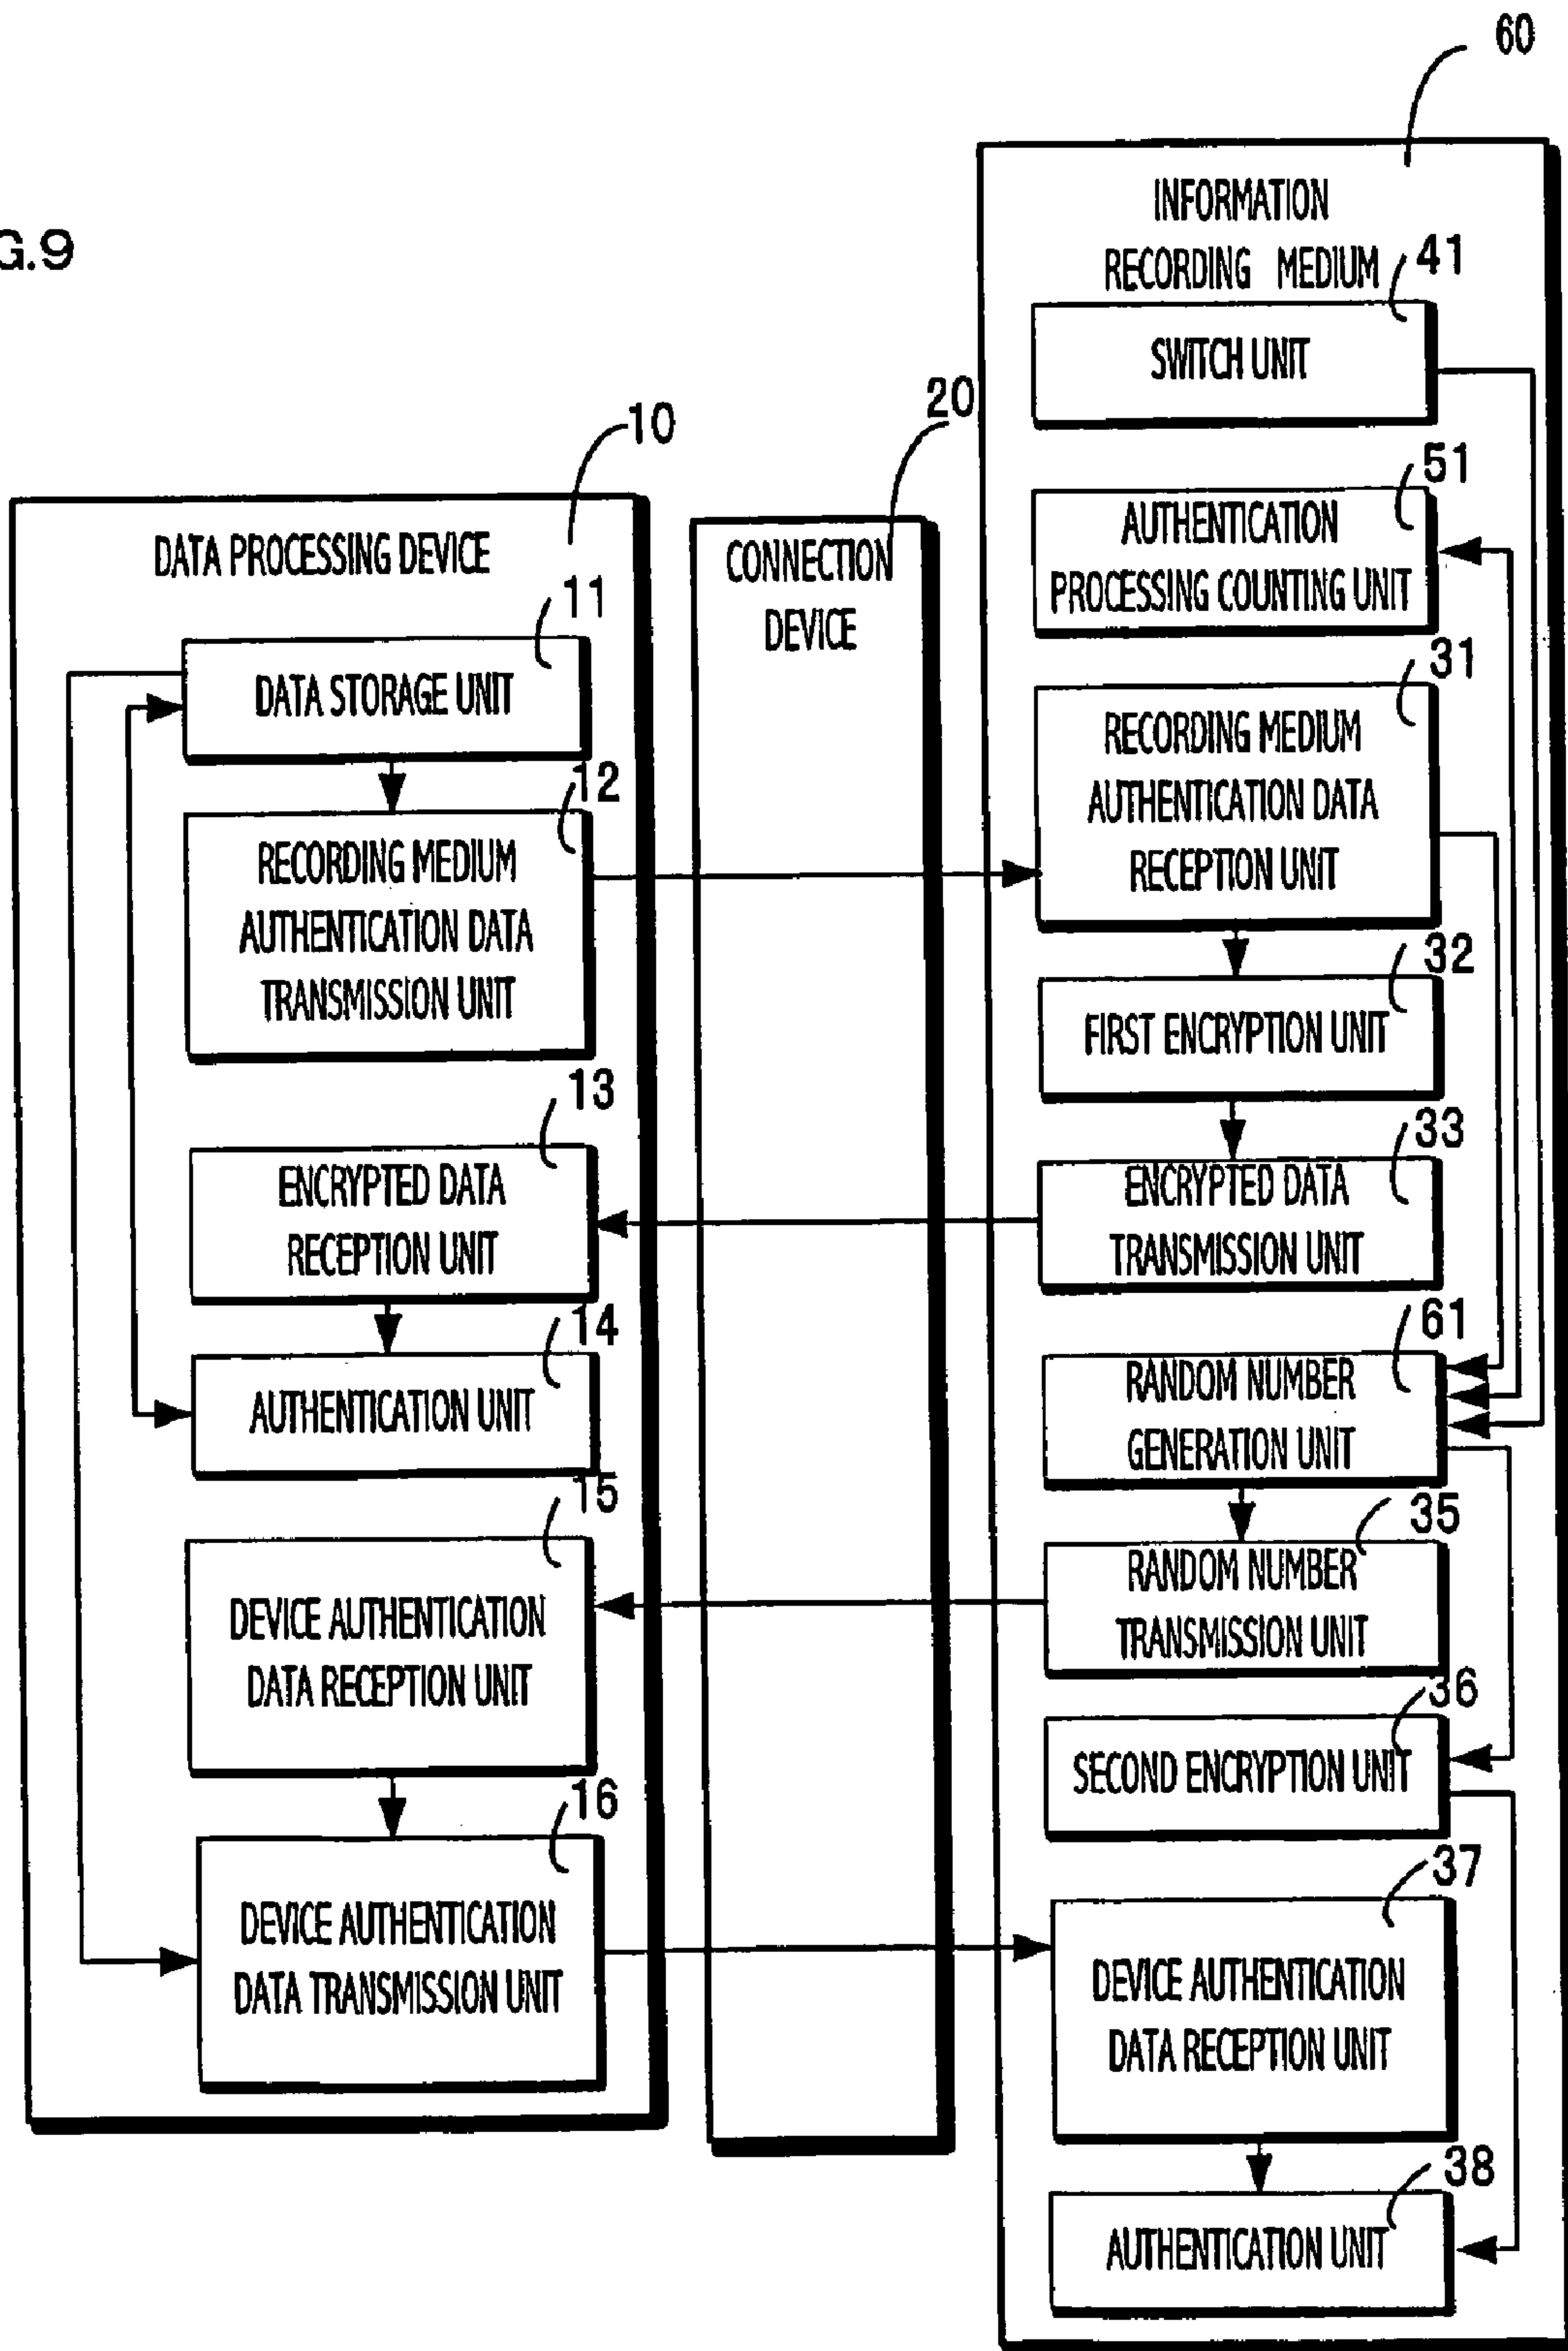 G.9
60
INFORMATION
RECORDING MEDIUM
41
SWITCH UNIT
51
AUTHENTICATION
PROCESSING COUNTING UNIT
31
RECORDING MEDIUM
AUTHENTICATION DATA
RECEPTION UNIT
32
FIRST ENCRYPTION UNIT
33
ENCRYPTED DATA
TRANSMISSION UNIT
61
RANDOM NUMBER
GENERATION UNIT
35
RANDOM NUMBER
TRANSMISSION UNIT
36
SECOND ENCRYPTION UNIT
37
DEVICE AUTHENTICATION
DATA RECEPTION UNIT
38
AUTHENTICATION UNIT
20
CONNECTION
DEVICE
10
DATA PROCESSING DEVICE
11
DATA STORAGE UNIT
12
RECORDING MEDIUM
AUTHENTICATION DATA
TRANSMISSION UNIT
13
ENCRYPTED DATA
RECEPTION UNIT
14
AUTHENTICATION UNIT
15
DEVICE AUTHENTICATION
DATA RECEPTION UNIT
16
DEVICE AUTHENTICATION
DATA TRANSMISSION UNIT